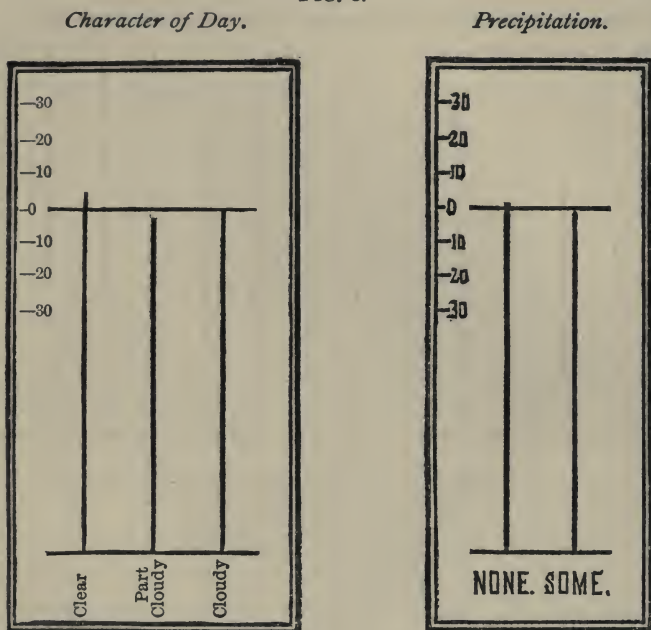 Character of Day.
—30
—20
—10
—0
—10
—20
—30
Clear
Part
Cloudy
Cloudy
Precipitation.
—30
—20
—10
—0
—10
—20
—30
NONE. SOME.